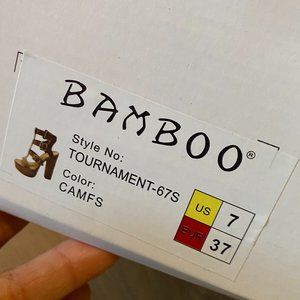 BAMBOO®
Style No:
TOURNAMENT-67S
Color:
CAMFS
US 7
EUR 37